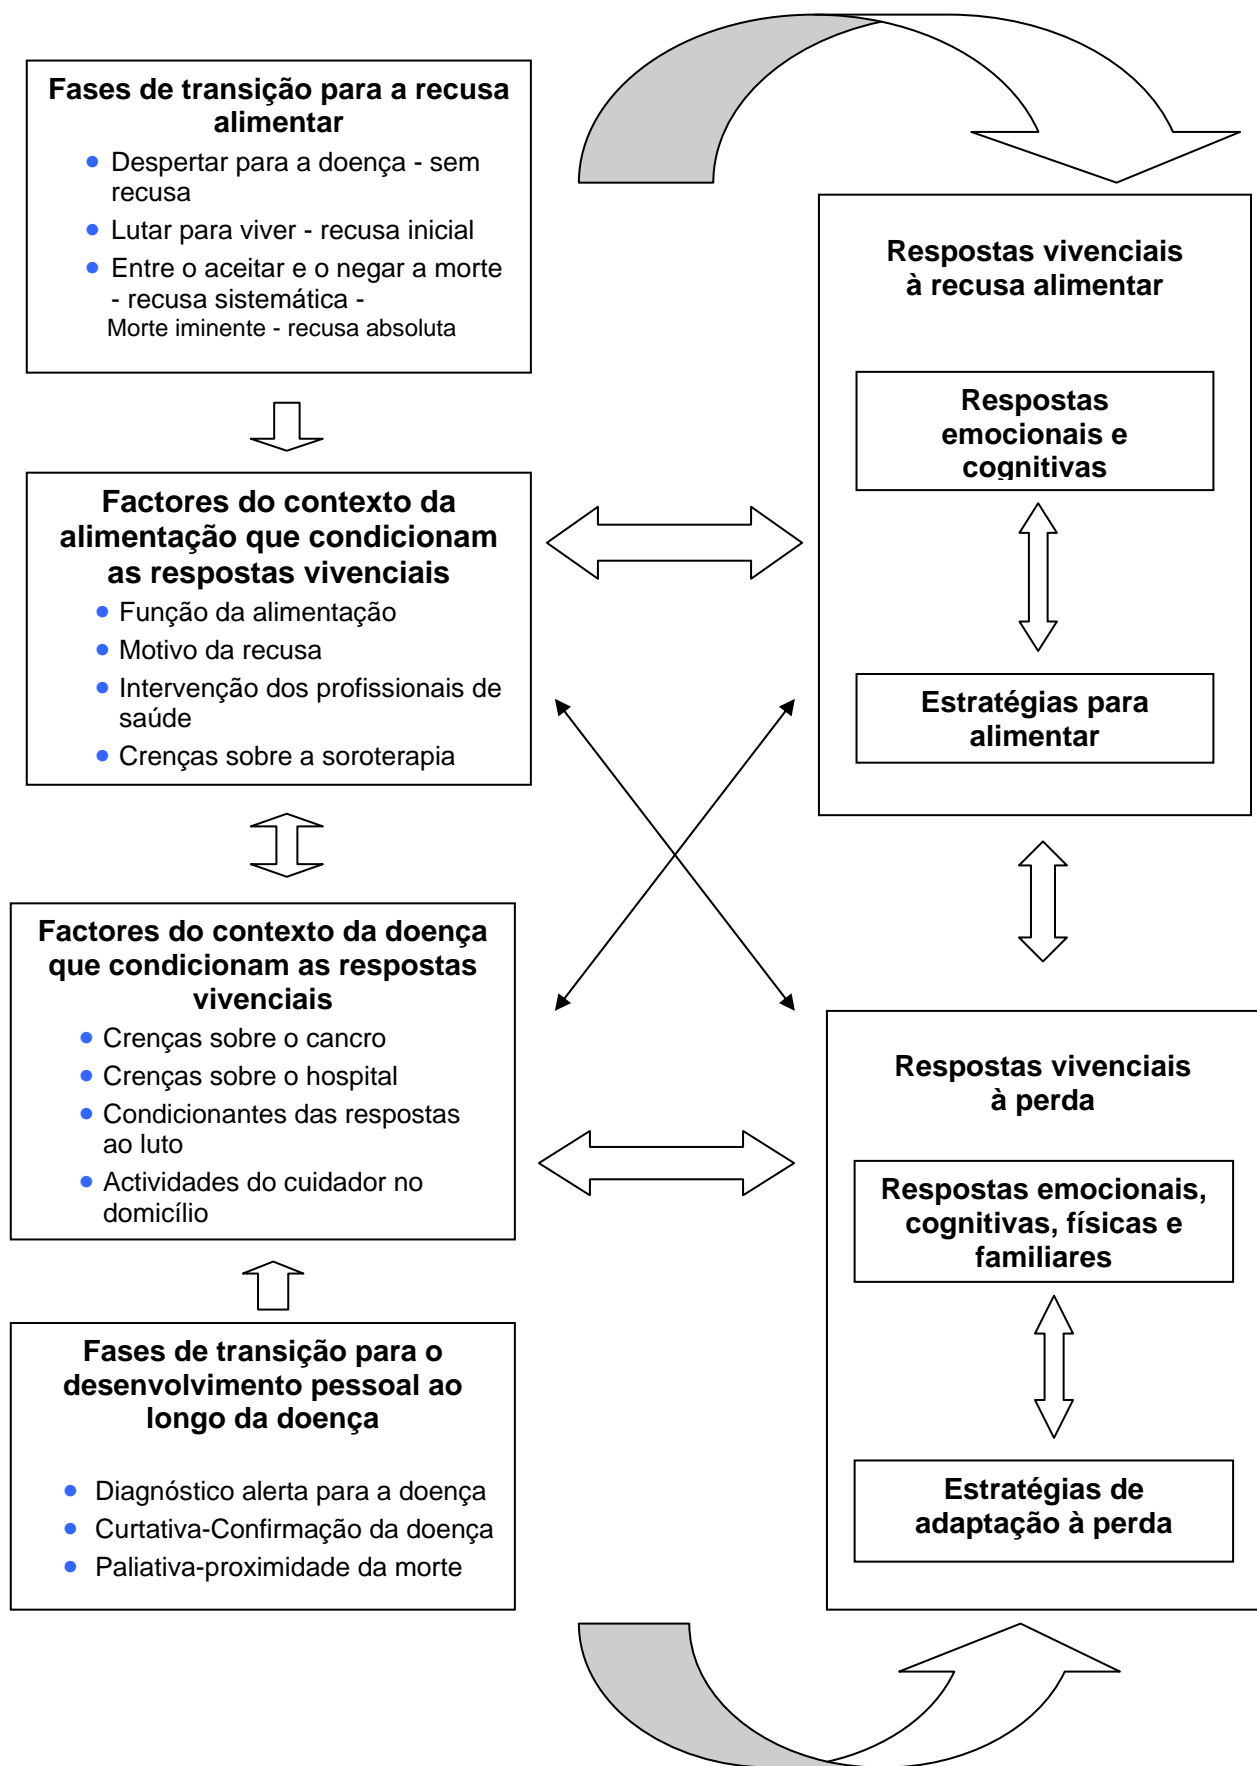 Fases de transição para a recusa
alimentar
• Despertar para a doença - sem
recusa
• Lutar para viver - recusa inicial
• Entre o aceitar e o negar a morte
- recusa sistemática -
Morte iminente - recusa absoluta
Factores do contexto da
alimentação que condicionam
as respostas vivenciais
• Função da alimentação
• Motivo da recusa
• Intervenção dos profissionais de
saúde
• Crenças sobre a soroterapia
Factores do contexto da doença
que condicionam as respostas
vivenciais
• Crenças sobre o cancro
• Crenças sobre o hospital
• Condicionantes das respostas
ao luto
• Actividades do cuidador no
domicílio
Fases de transição para o
desenvolvimento pessoal ao
longo da doença
• Diagnóstico alerta para a doença
• Curtativa-Confirmação da doença
• Paliativa-proximidade da morte
Respostas vivenciais
à recusa alimentar
Respostas
emocionais e
cognitivas
Estratégias para
alimentar
Respostas vivenciais
à perda
Respostas emocionais,
cognitivas, físicas e
familiares
Estratégias de
adaptação à perda